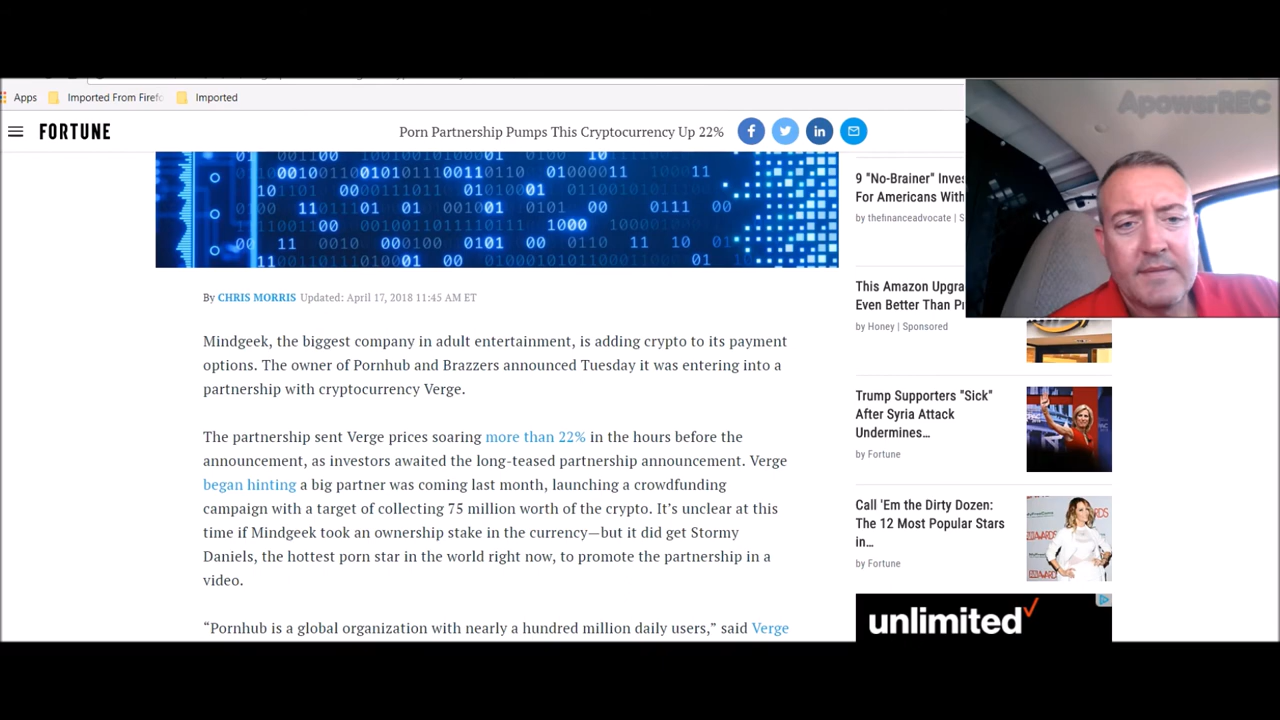 ApowerREC
Apps
Imported From Firefo
Imported
FORTUNE
Porn Partnership Pumps This Cryptocurrency Up 22%
By CHRIS MORRIS Updated: April 17, 2018 11:45 AM ET
Mindgeek, the biggest company in adult entertainment, is adding crypto to its payment
options. The owner of Pornhub and Brazzers announced Tuesday it was entering into a
partnership with cryptocurrency Verge.
The partnership sent Verge prices soaring more than 22% in the hours before the
announcement, as investors awaited the long-teased partnership announcement. Verge
began hinting a big partner was coming last month, launching a crowdfunding
campaign with a target of collecting 75 million worth of the crypto. It’s unclear at this
time if Mindgeek took an ownership stake in the currency—but it did get Stormy
Daniels, the hottest porn star in the world right now, to promote the partnership in a
video.
“Pornhub is a global organization with nearly a hundred million daily users,” said Verge
9 "No-Brainer" Inves
For Americans With
by thefinanceadvocate | S
This Amazon Upgra
Even Better Than Pr
by Honey | Sponsored
Trump Supporters "Sick"
After Syria Attack
Undermines...
by Fortune
Call 'Em the Dirty Dozen:
The 12 Most Popular Stars
in...
by Fortune
unlimited